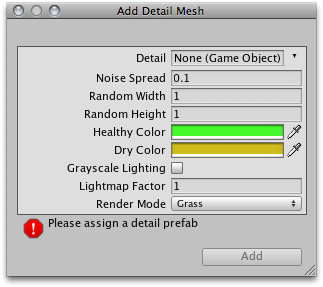 Add Detail Mesh
Detail None (Game Object)
Noise Spread 0.1
Random Width 1
Random Height 1
Healthy Color
Dry Color
Grayscale Lighting
Lightmap Factor 1
Render Mode Grass
! Please assign a detail prefab
Add